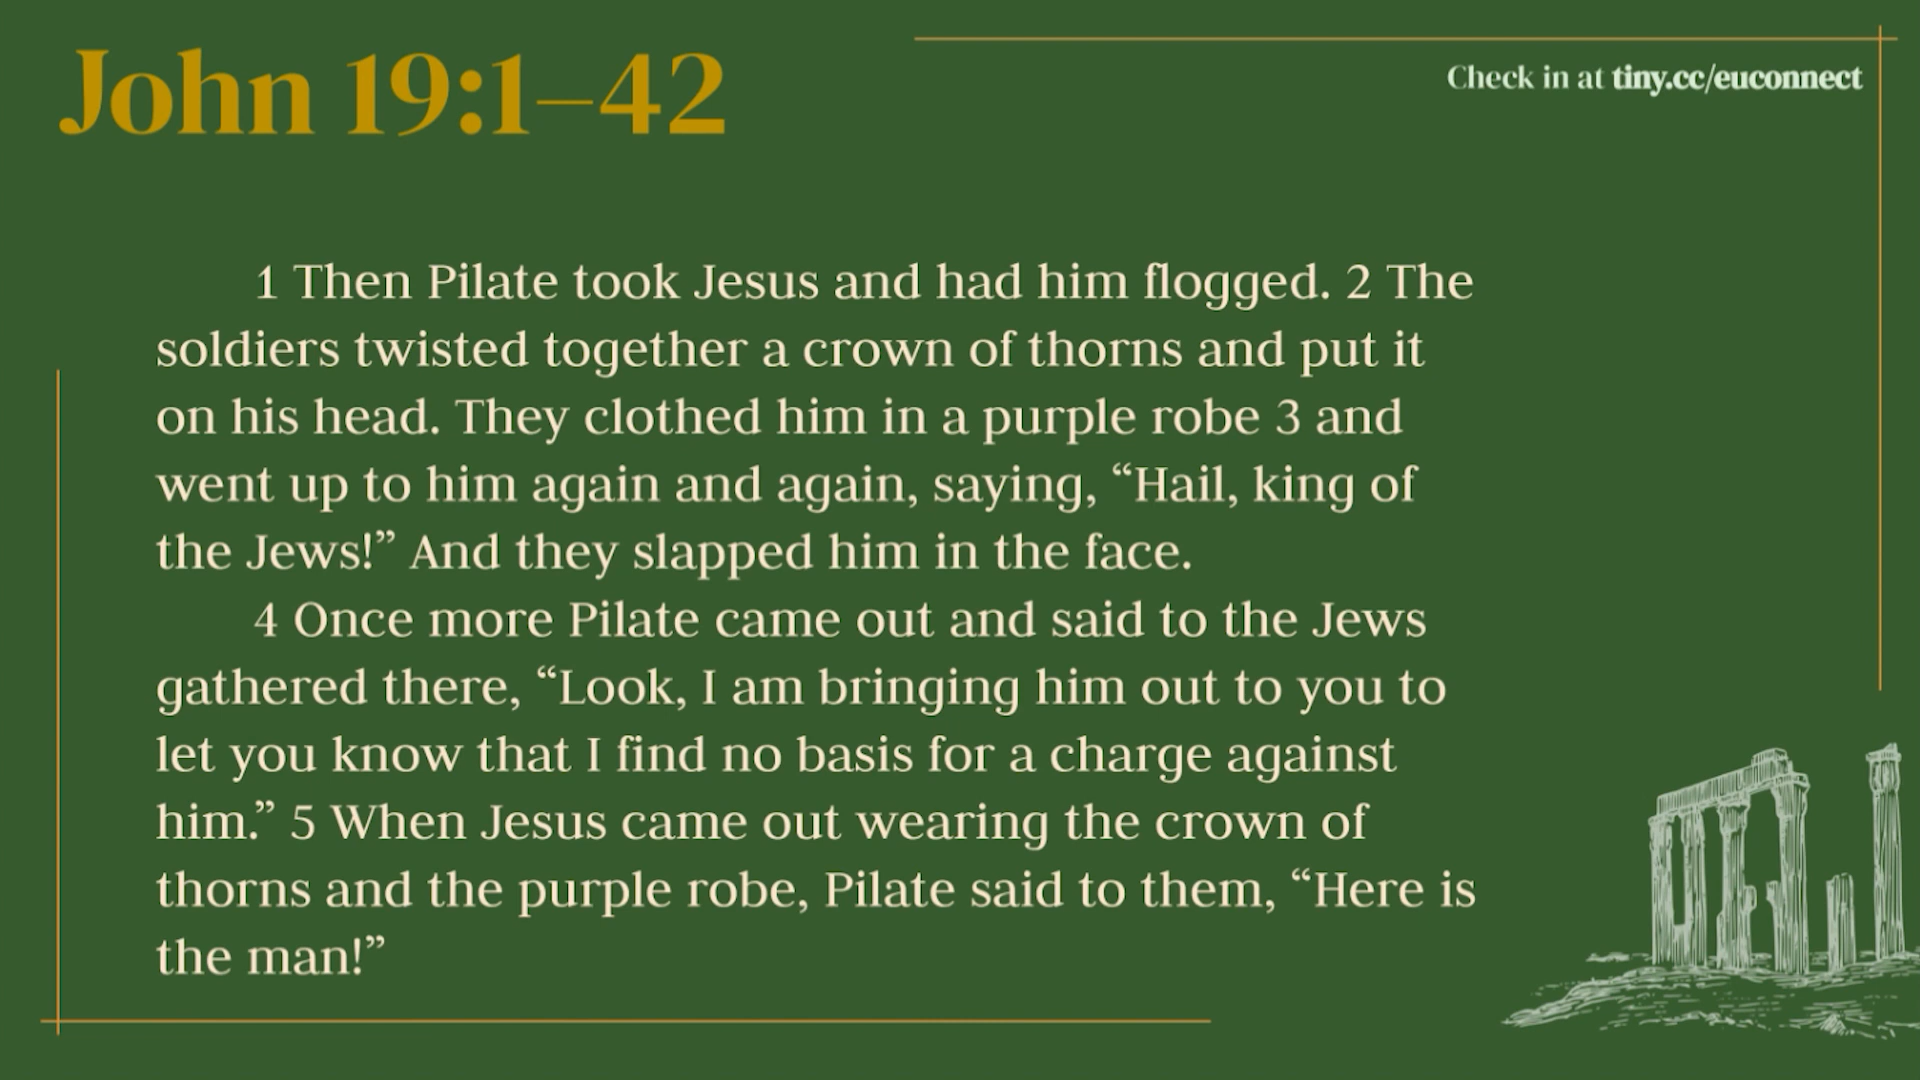 John 19:1–42
Check in at tiny.cc/euconnect
1 Then Pilate took Jesus and had him flogged. 2 The
soldiers twisted together a crown of thorns and put it
on his head. They clothed him in a purple robe 3 and
went up to him again and again, saying, “Hail, king of
the Jews!” And they slapped him in the face.
4 Once more Pilate came out and said to the Jews
gathered there, “Look, I am bringing him out to you to
let you know that I find no basis for a charge against
him.” 5 When Jesus came out wearing the crown of
thorns and the purple robe, Pilate said to them, “Here is
the man!”